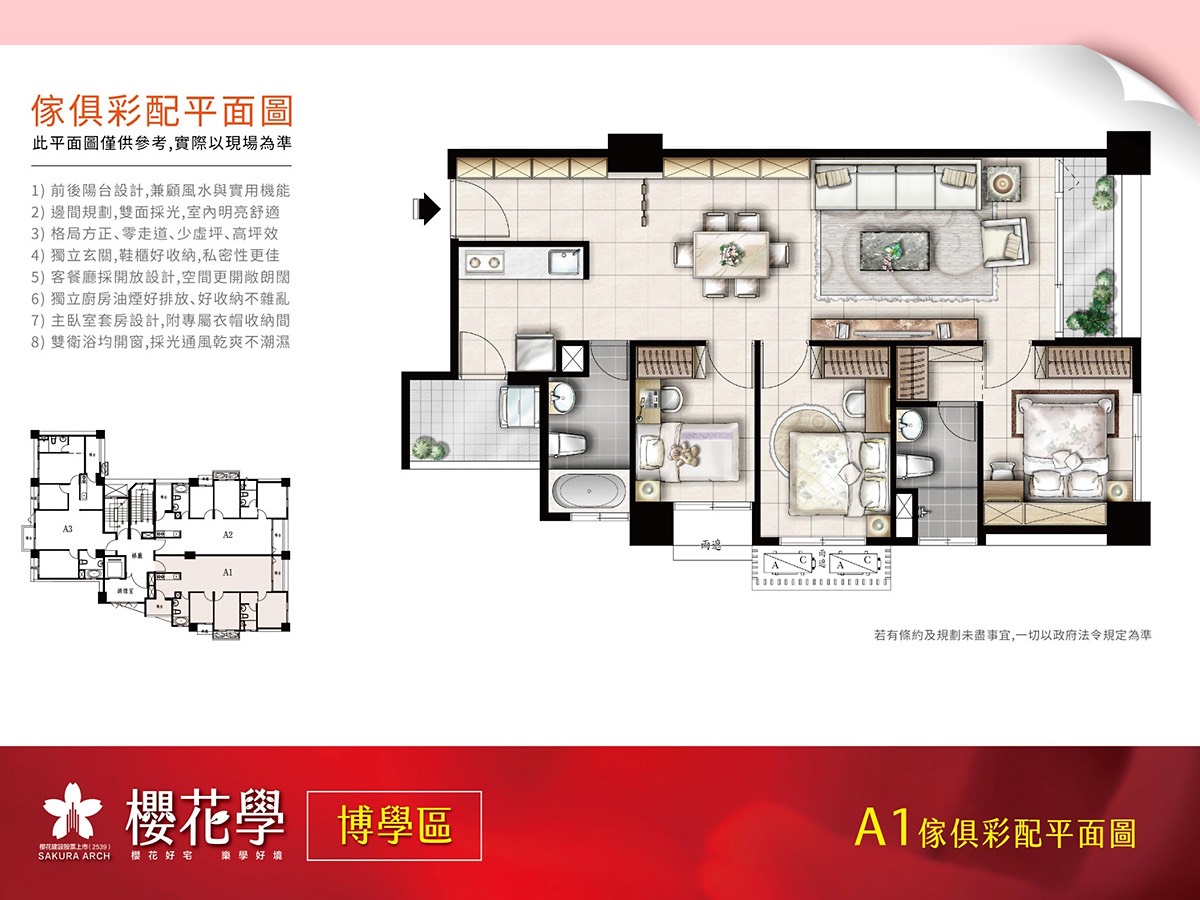 傢俱彩配平面圖
此平面圖僅供參考,實際以現場為準
1) 前後陽台設計,兼顧風水與實用機能
2) 邊間規劃,雙面採光,室內明亮舒適
3) 格局方正、零走道、少虛坪、高坪效
4) 獨立玄關,鞋櫃好收納,私密性更佳
5) 客餐廳採開放設計,空間更開敞朗闊
6) 獨立廚房油煙好排放、好收納不雜亂
7) 主臥室套房設計,附專屬衣帽收納間
8) 雙衛浴均開窗,採光通風乾爽不潮濕
雨遮
雨遮
A C
A C
A3
A2
梯廳
A1
若有條約及規劃未盡事宜,一切以政府法令規定為準
櫻花建設股票上市(2539)
SAKURA ARCH
櫻花學
櫻花好宅 樂學好境
博學區
A1傢俱彩配平面圖